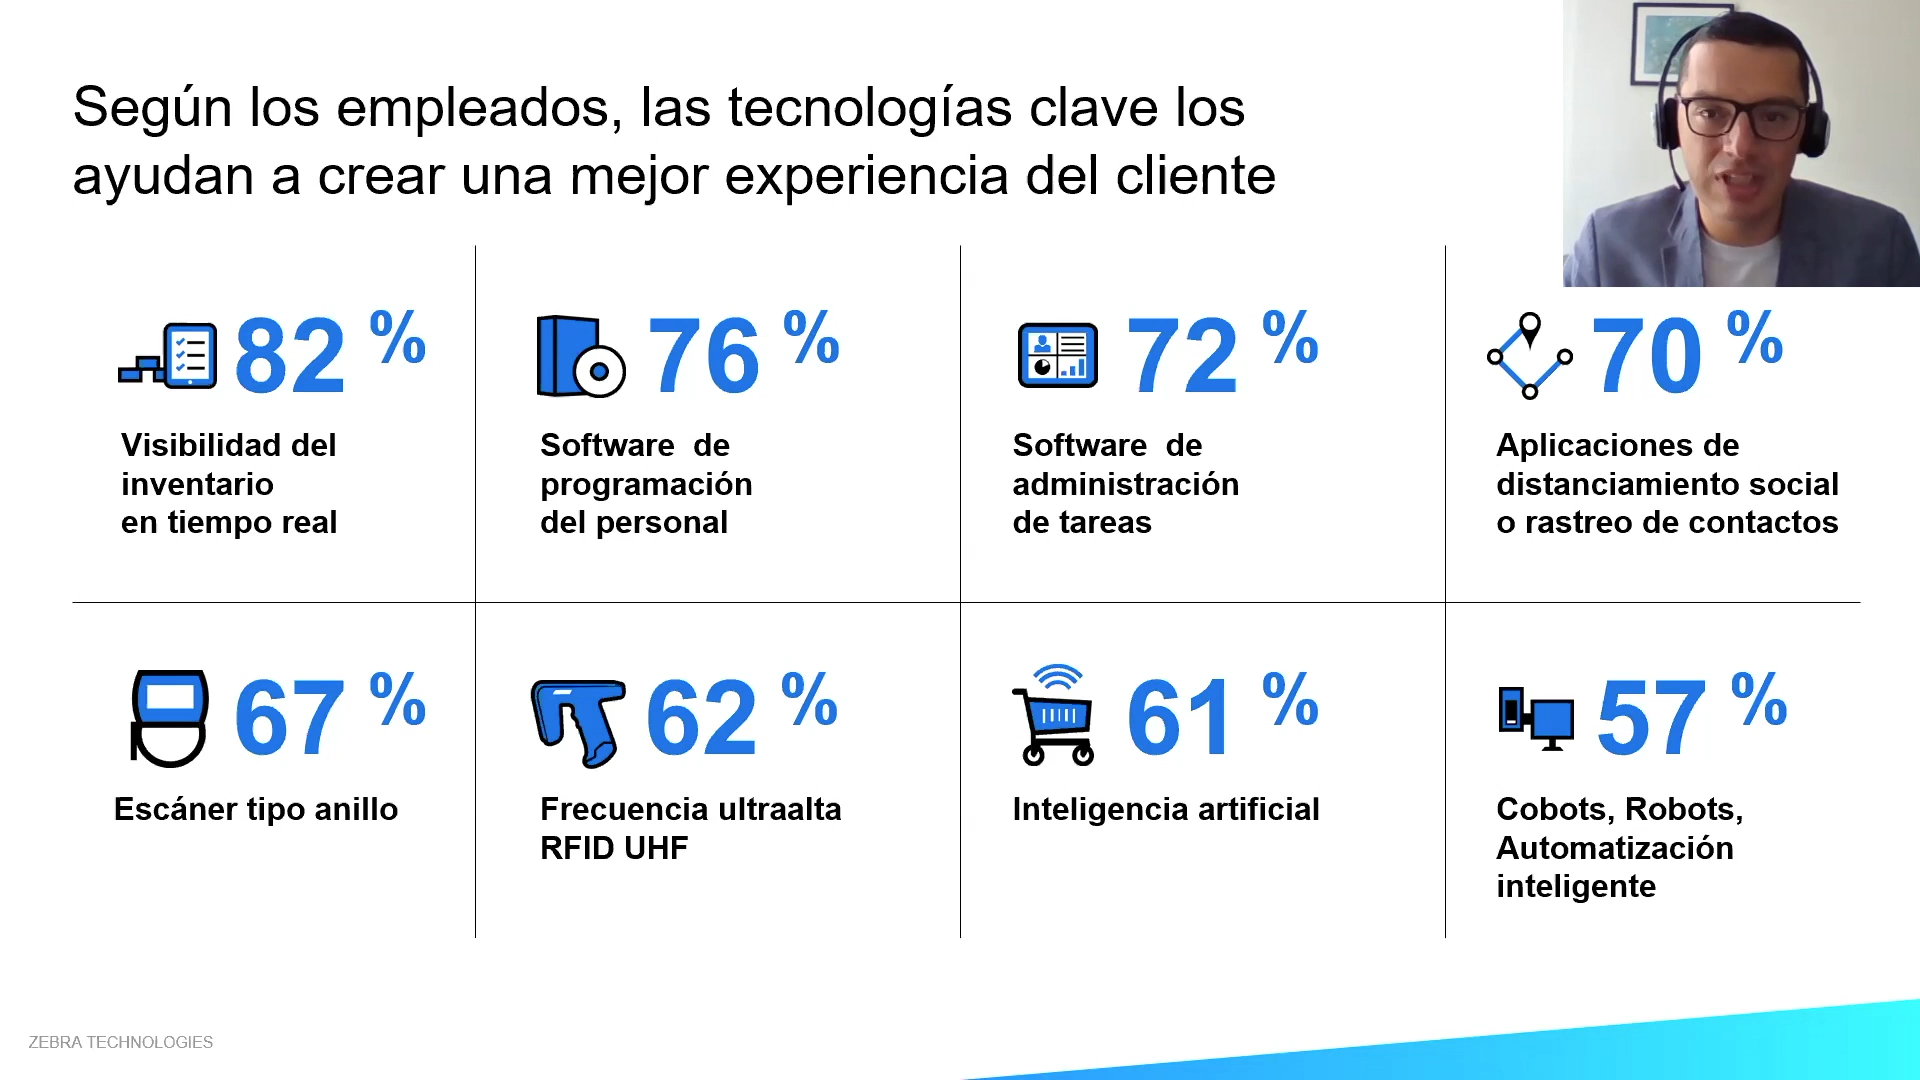 Según los empleados, las tecnologías clave los
ayudan a crear una mejor experiencia del cliente
82 %
Visibilidad del
inventario
en tiempo real
76 %
Software de
programación
del personal
72 %
Software de
administración
de tareas
70 %
Aplicaciones de
distanciamiento social
o rastreo de contactos
67 %
Escáner tipo anillo
62 %
Frecuencia ultraalta
RFID UHF
61 %
Inteligencia artificial
57 %
Cobots, Robots,
Automatización
inteligente
ZEBRA TECHNOLOGIES